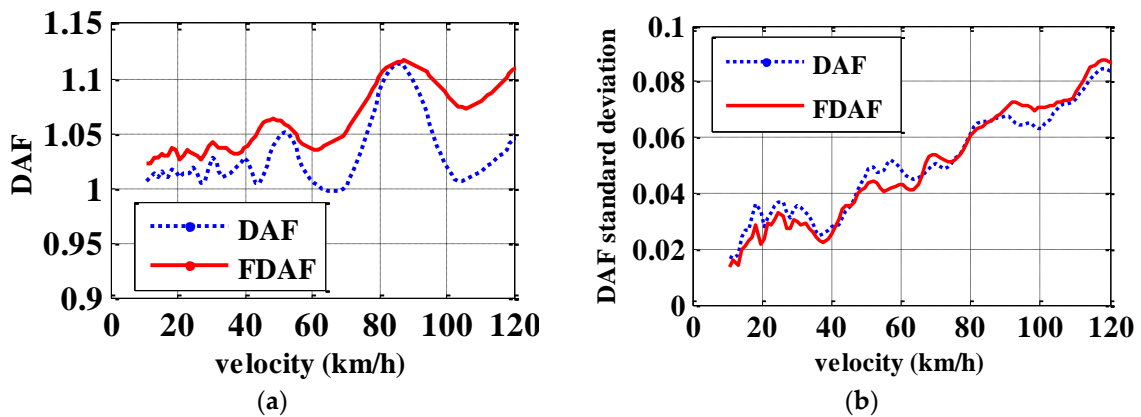 1.15
1.1
1.05
1
0.95
0.9
DAF
DAF
FDAF
0 20 40 60 80 100 120
velocity (km/h)
(a)
0.1
0.08
0.06
0.04
0.02
0
DAF standard deviation
DAF
FDAF
0 20 40 60 80 100 120
velocity (km/h)
(b)